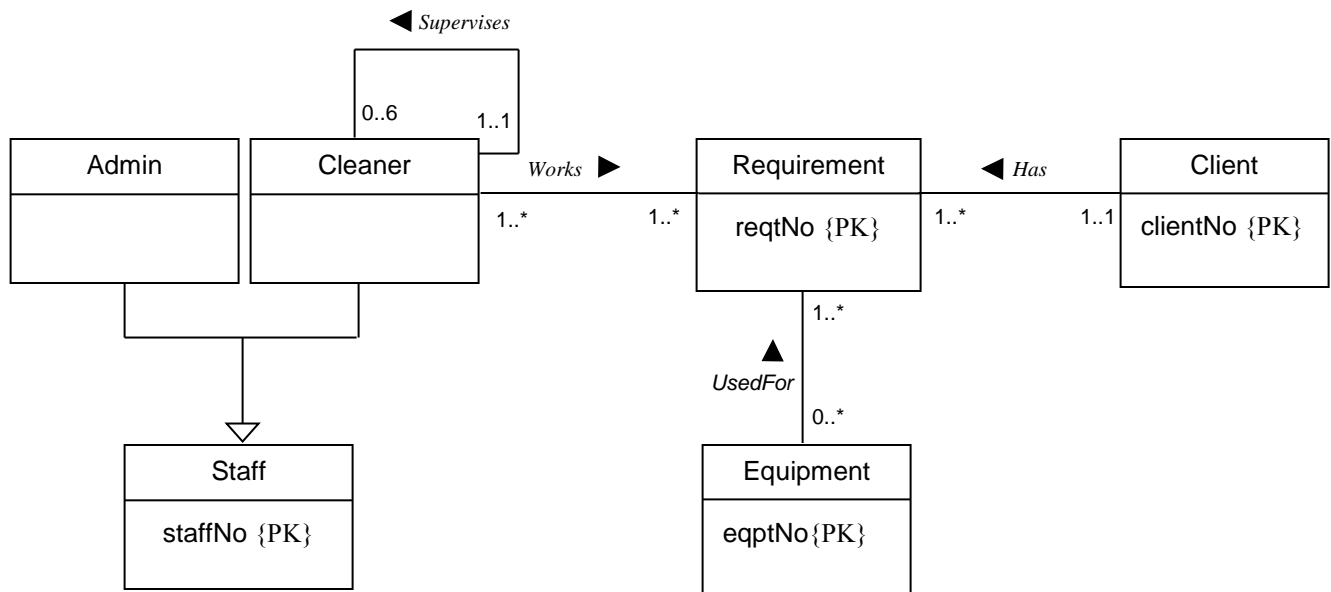 Supervises
0..6
1..1
Admin
Cleaner
Works
Requirement
Has
Client
1..*
1..*
reqtNo {PK}
1..*
1..1
clientNo {PK}
1..*
UsedFor
0..*
Staff
staffNo {PK}
Equipment
eqptNo{PK}